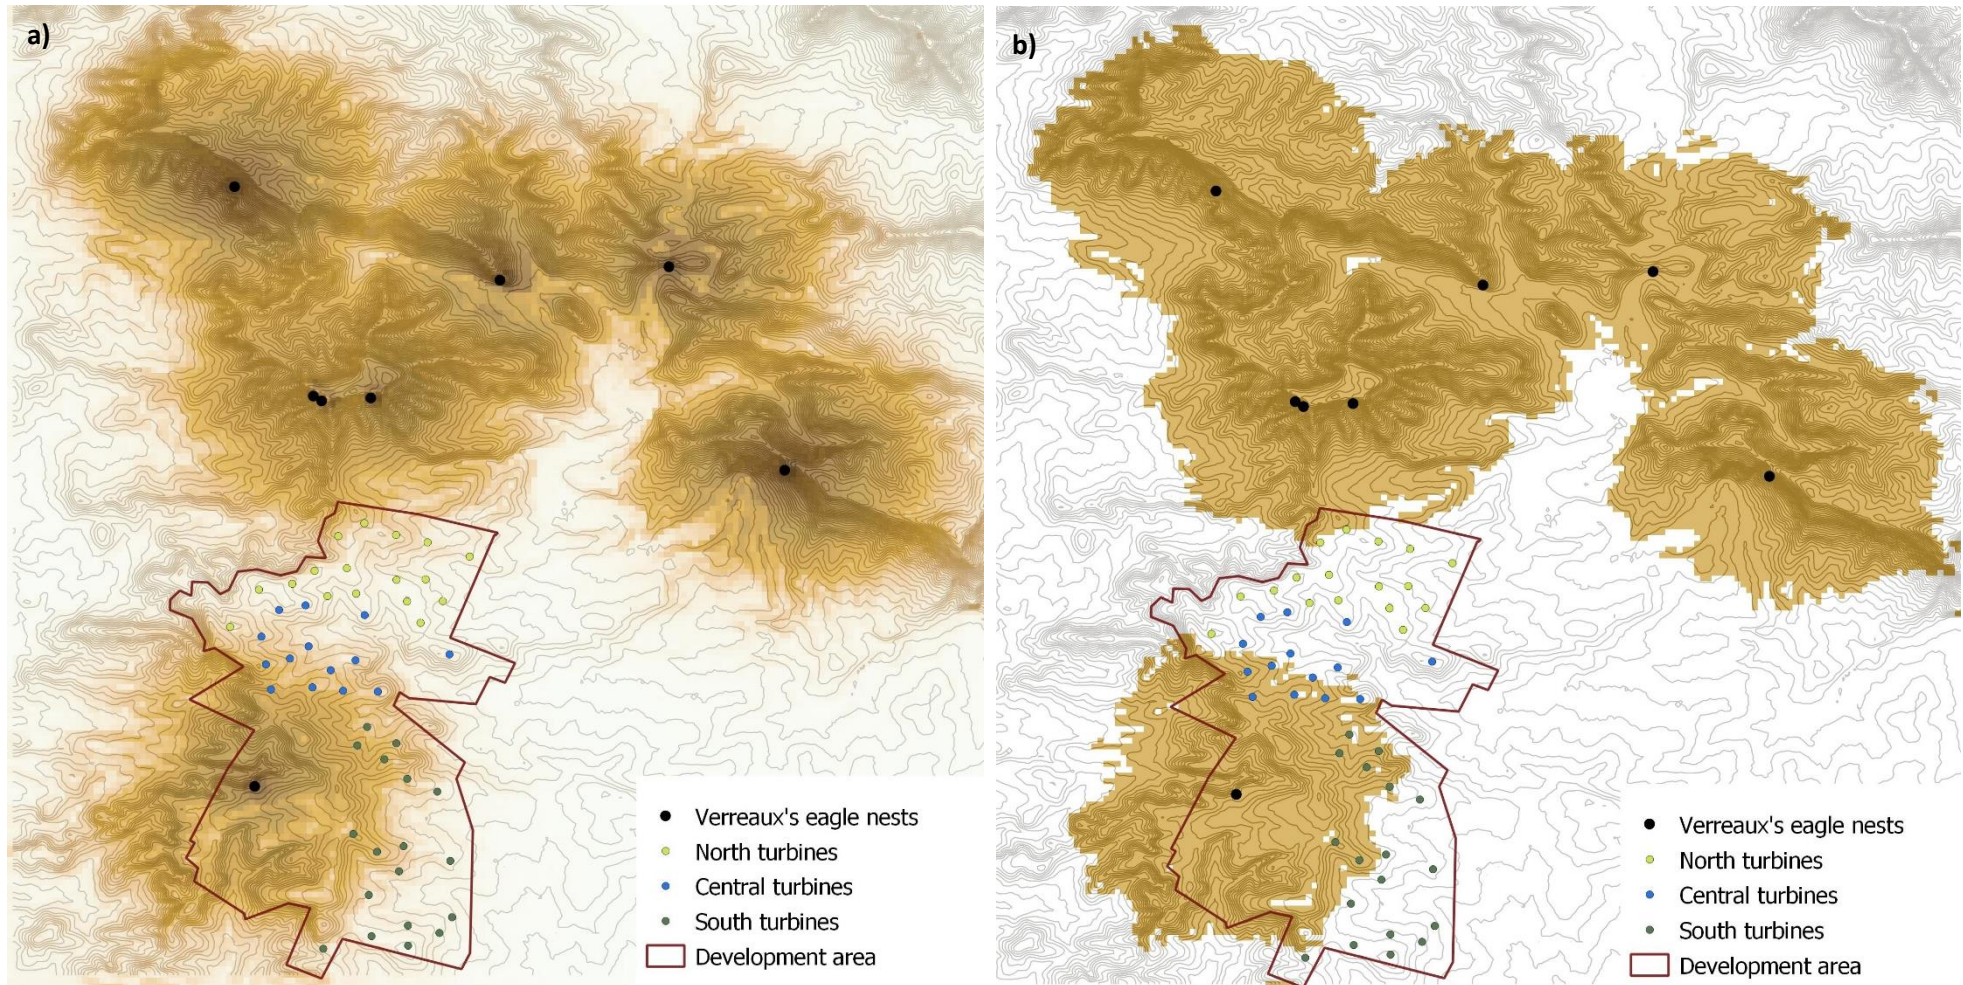 a)
Verreaux's eagle nests
North turbines
Central turbines
South turbines
Development area
b)
Verreaux's eagle nests
North turbines
Central turbines
South turbines
Development area